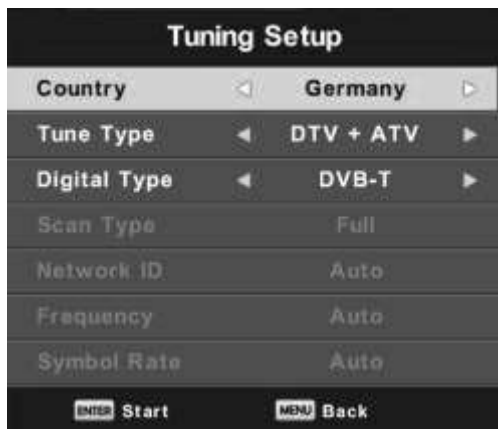 Tuning Setup
Country Germany
Tune Type DTV + ATV
Digital Type DVB-T
Scan Type Full
Network ID Auto
Frequency Auto
Symbol Rate Auto
ENTER Start MENU Back